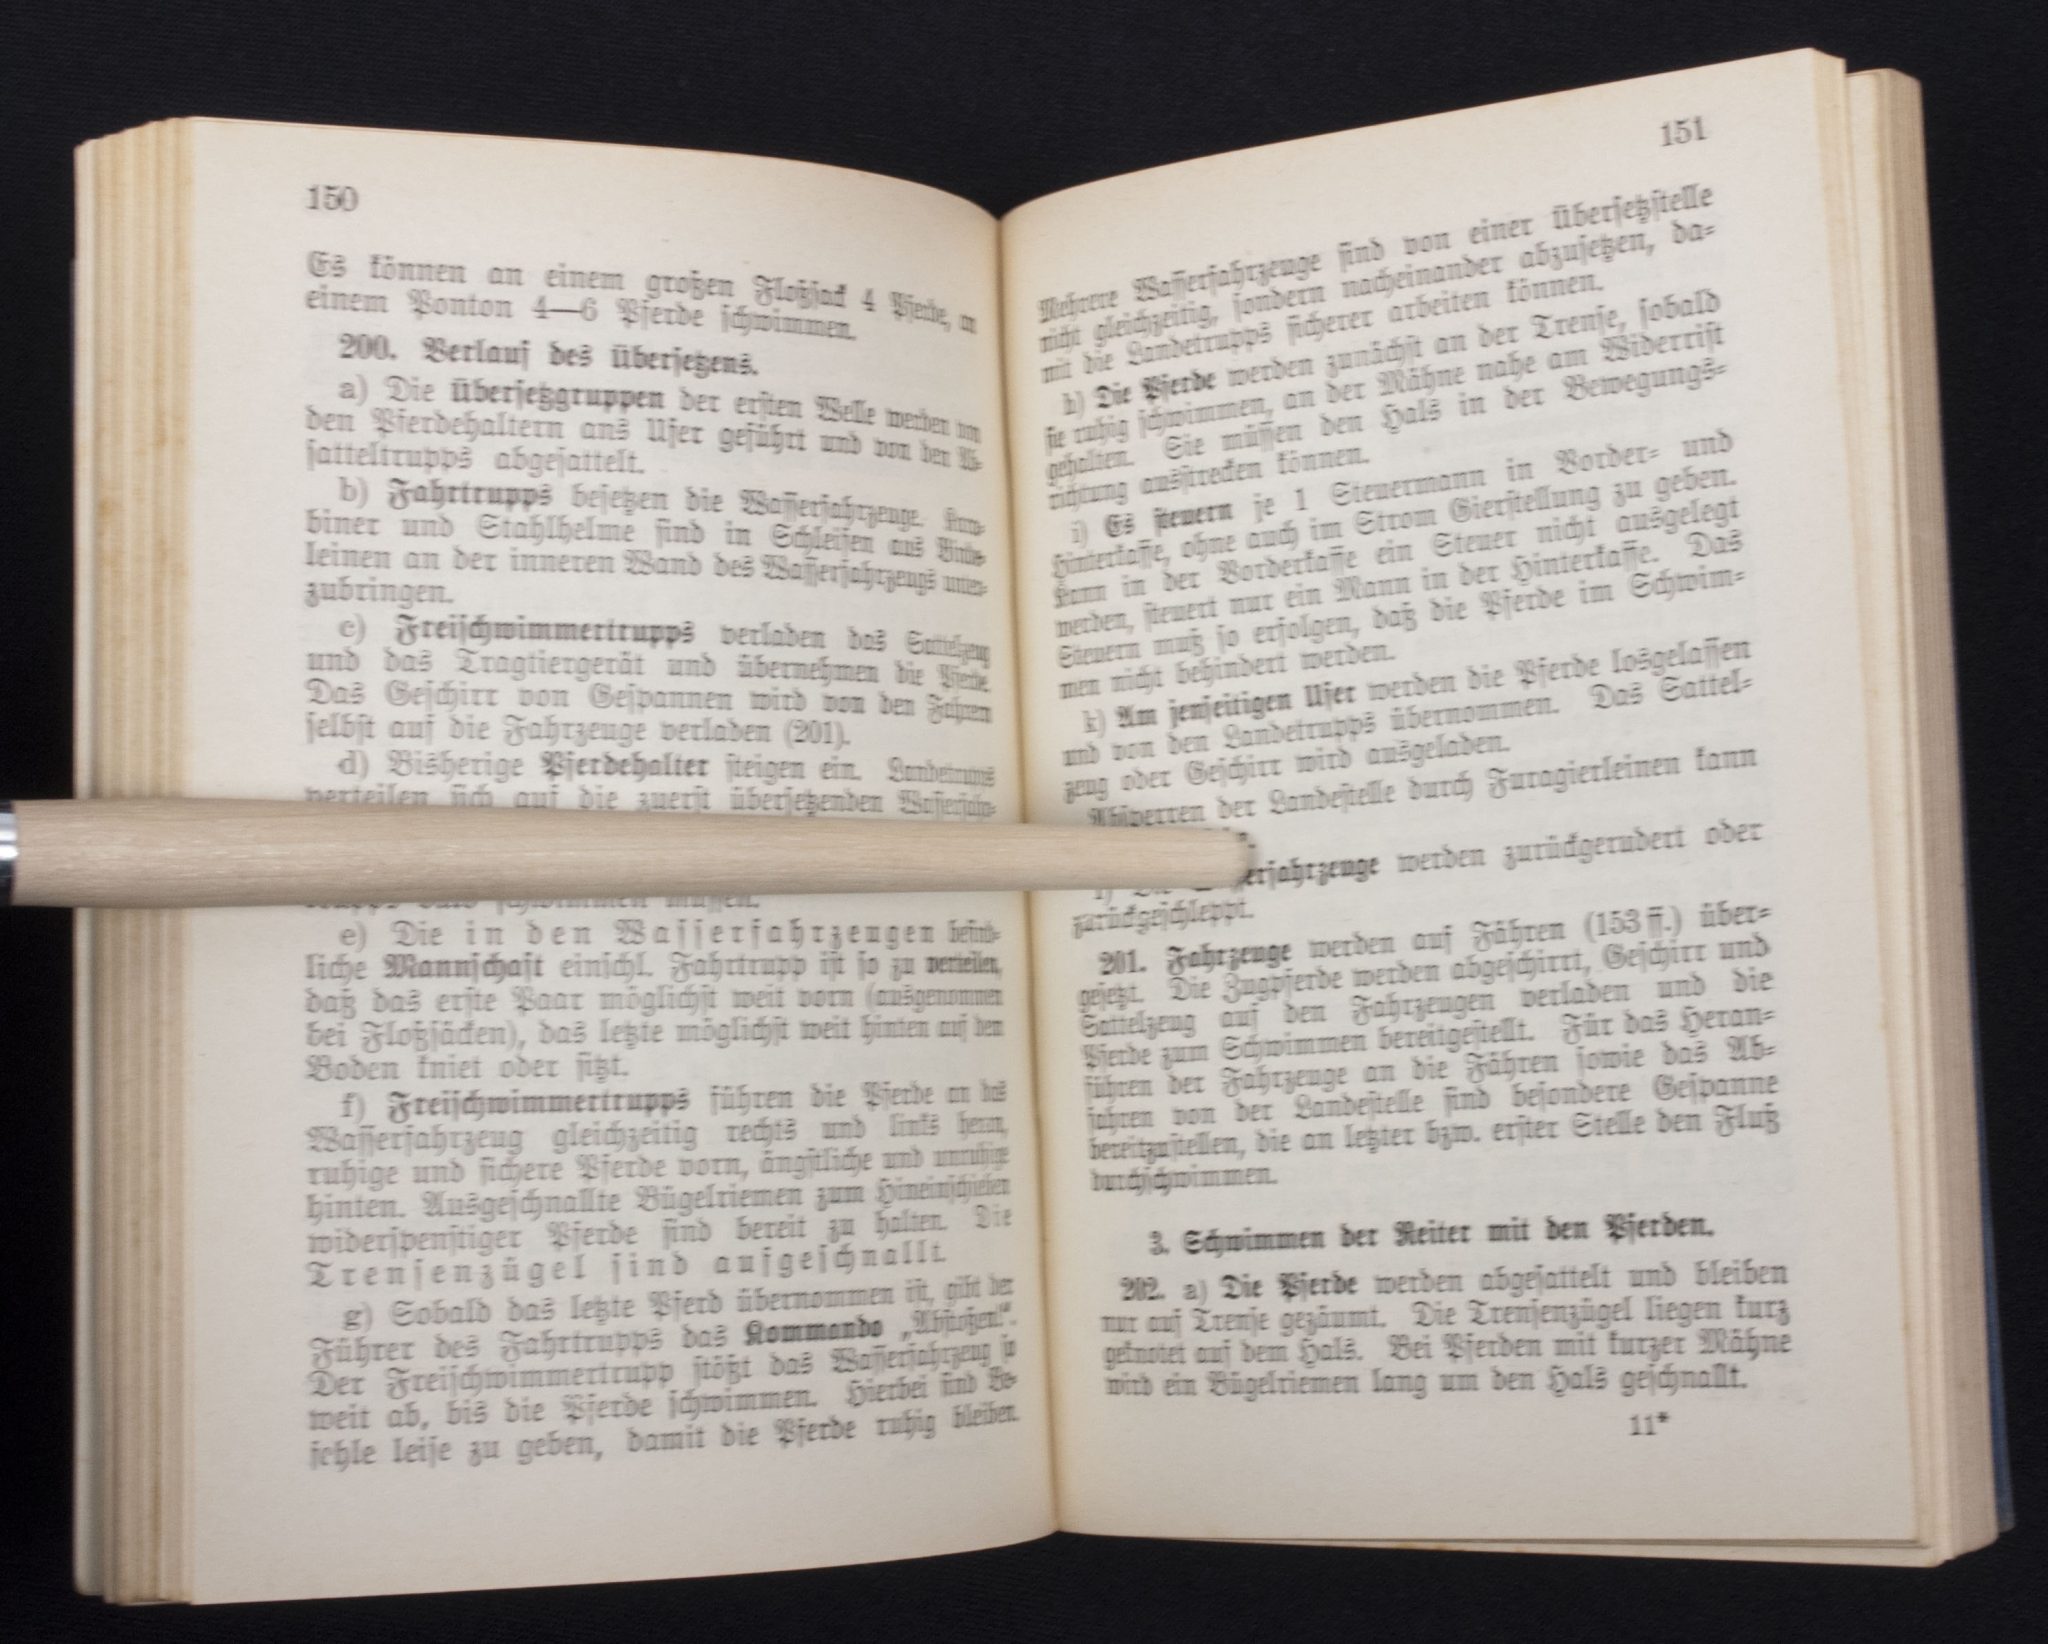 150
Es können an einem großen Floßsack 4 Pferde, an
einem Ponton 4—6 Pferde schwimmen.
200. Verlauf des Übersetzens.
a) Die Übersetzgruppen der ersten Welle werden von
den Pferdehaltern ans Ufer geführt und von den Ab-
satteltrupps abgesattelt.
b) Fahrtrupps besetzen die Wasserfahrzeuge. Kara-
biner und Stahlhelme sind in Schleifen aus Binde-
leinen an der inneren Wand des Wasserfahrzeugs unter-
zubringen.
c) Freischwimmertrupps verladen das Sattelzeug
und das Tragtiergerät und übernehmen die Pferde.
Das Geschirr von Gespannen wird von den Fahrern
selbst auf die Fahrzeuge verladen (201).
d) Bisherige Pferdehalter steigen ein. Landetrupps
verteilen sich auf die zuerst übersetzenden Wasserfahr-
bald schwimmen müssen.
e) Die in den Wasserfahrzeugen befind-
liche Mannschaft einschl. Fahrtrupp ist so zu verteilen,
daß das erste Paar möglichst weit vorn (ausgenommen
bei Floßsäcken), das letzte möglichst weit hinten auf dem
Boden kniet oder sitzt.
f) Freischwimmertrupps führen die Pferde an das
Wasserfahrzeug gleichzeitig rechts und links heran,
ruhige und sichere Pferde vorn, ängstliche und unruhige
hinten. Ausgeschnallte Bügelriemen zum Hineinschieben
widerspenstiger Pferde sind bereit zu halten. Die
Trensenzügel sind aufgeschnallt.
g) Sobald das letzte Pferd übernommen ist, gibt der
Führer des Fahrtrupps das Kommando „Abstoßen!“.
Der Freischwimmertrupp stößt das Wasserfahrzeug so
weit ab, bis die Pferde schwimmen. Hierbei sind Be-
fehle leise zu geben, damit die Pferde ruhig bleiben.
151
Mehrere Wasserfahrzeuge sind von einer Übersetzstelle
nicht gleichzeitig, sondern nacheinander abzusetzen, da-
mit die Landetrupps sicherer arbeiten können.
h) Die Pferde werden zunächst an der Trense, sobald
sie ruhig schwimmen, an der Mähne nahe am Widerrist
gehalten. Sie müssen den Hals in der Bewegungs-
richtung ausstrecken können.
i) Es steuern je 1 Steuermann in Vorder- und
Hinterkaffe, ohne auch im Strom Gierstellung zu geben.
Kann in der Vorderkaffe ein Steuer nicht ausgelegt
werden, steuert nur ein Mann in der Hinterkaffe. Das
Steuern muß so erfolgen, daß die Pferde im Schwim-
men nicht behindert werden.
k) Am jenseitigen Ufer werden die Pferde losgelassen
und von den Landetrupps übernommen. Das Sattel-
zeug oder Geschirr wird ausgeladen.
Absperren der Landestelle durch Furagierleinen kann
l) Die Wasserfahrzeuge werden zurückgerudert oder
zurückgeschleppt.
201. Fahrzeuge werden auf Fähren (153 ff.) über-
gesetzt. Die Zugpferde werden abgeschirrt, Geschirr und
Sattelzeug auf den Fahrzeugen verladen und die
Pferde zum Schwimmen bereitgestellt. Für das Heran-
führen der Fahrzeuge an die Fähren sowie das Ab-
fahren von der Landestelle sind besondere Gespanne
bereitzustellen, die an letzter bzw. erster Stelle den Fluß
durchschwimmen.
3. Schwimmen der Reiter mit den Pferden.
202. a) Die Pferde werden abgesattelt und bleiben
nur auf Trense gezäumt. Die Trensenzügel liegen kurz
geknotet auf dem Hals. Bei Pferden mit kurzer Mähne
wird ein Bügelriemen lang um den Hals geschnallt.
11*